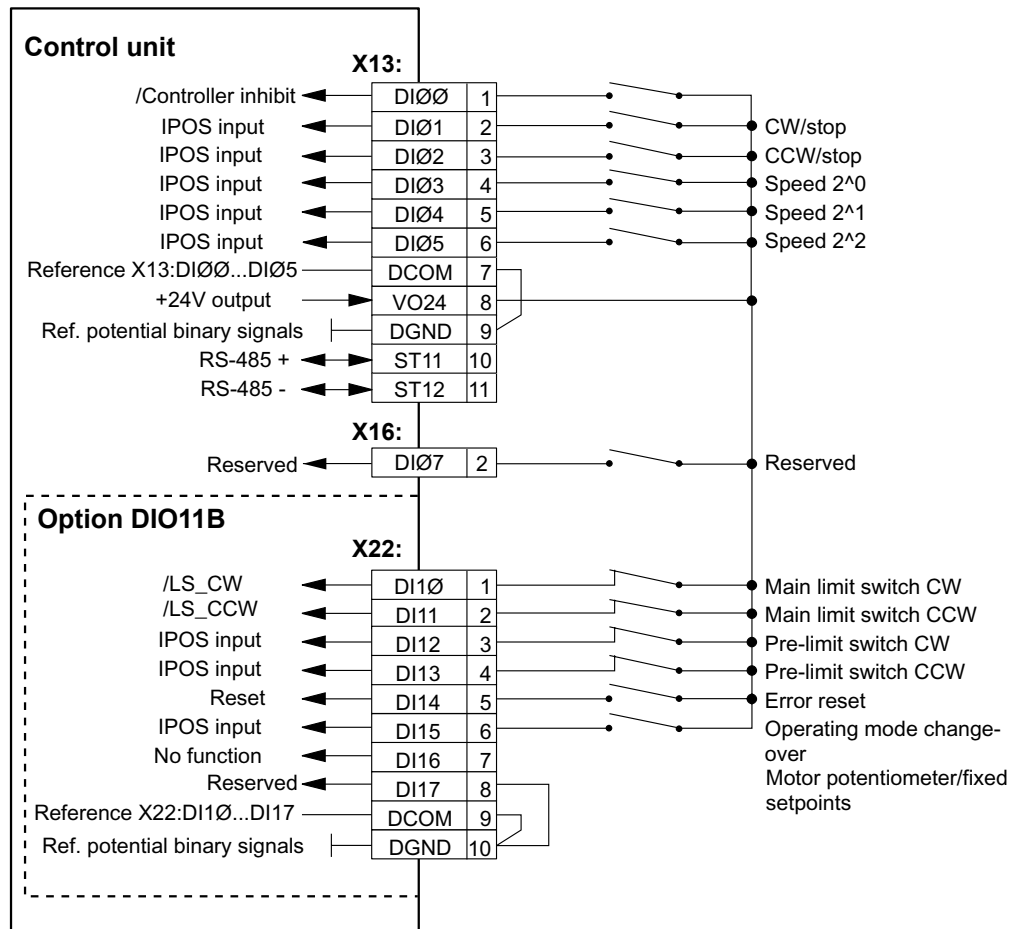 Control unit
X13:
/Controller inhibit DIØØ 1
IPOS input DIØ1 2 CW/stop
IPOS input DIØ2 3 CCW/stop
IPOS input DIØ3 4 Speed 2^0
IPOS input DIØ4 5 Speed 2^1
IPOS input DIØ5 6 Speed 2^2
Reference X13:DIØØ...DIØ5 DCOM 7
+24V output VO24 8
Ref. potential binary signals DGND 9
RS-485 + ST11 10
RS-485 - ST12 11
X16:
Reserved DIØ7 2 Reserved
Option DIO11B
X22:
/LS_CW DI1Ø 1 Main limit switch CW
/LS_CCW DI11 2 Main limit switch CCW
IPOS input DI12 3 Pre-limit switch CW
IPOS input DI13 4 Pre-limit switch CCW
Reset DI14 5 Error reset
IPOS input DI15 6 Operating mode change-
over
No function DI16 7 Motor potentiometer/fixed
setpoints
Reserved DI17 8
Reference X22:DI1Ø...DI17 DCOM 9
Ref. potential binary signals DGND 10